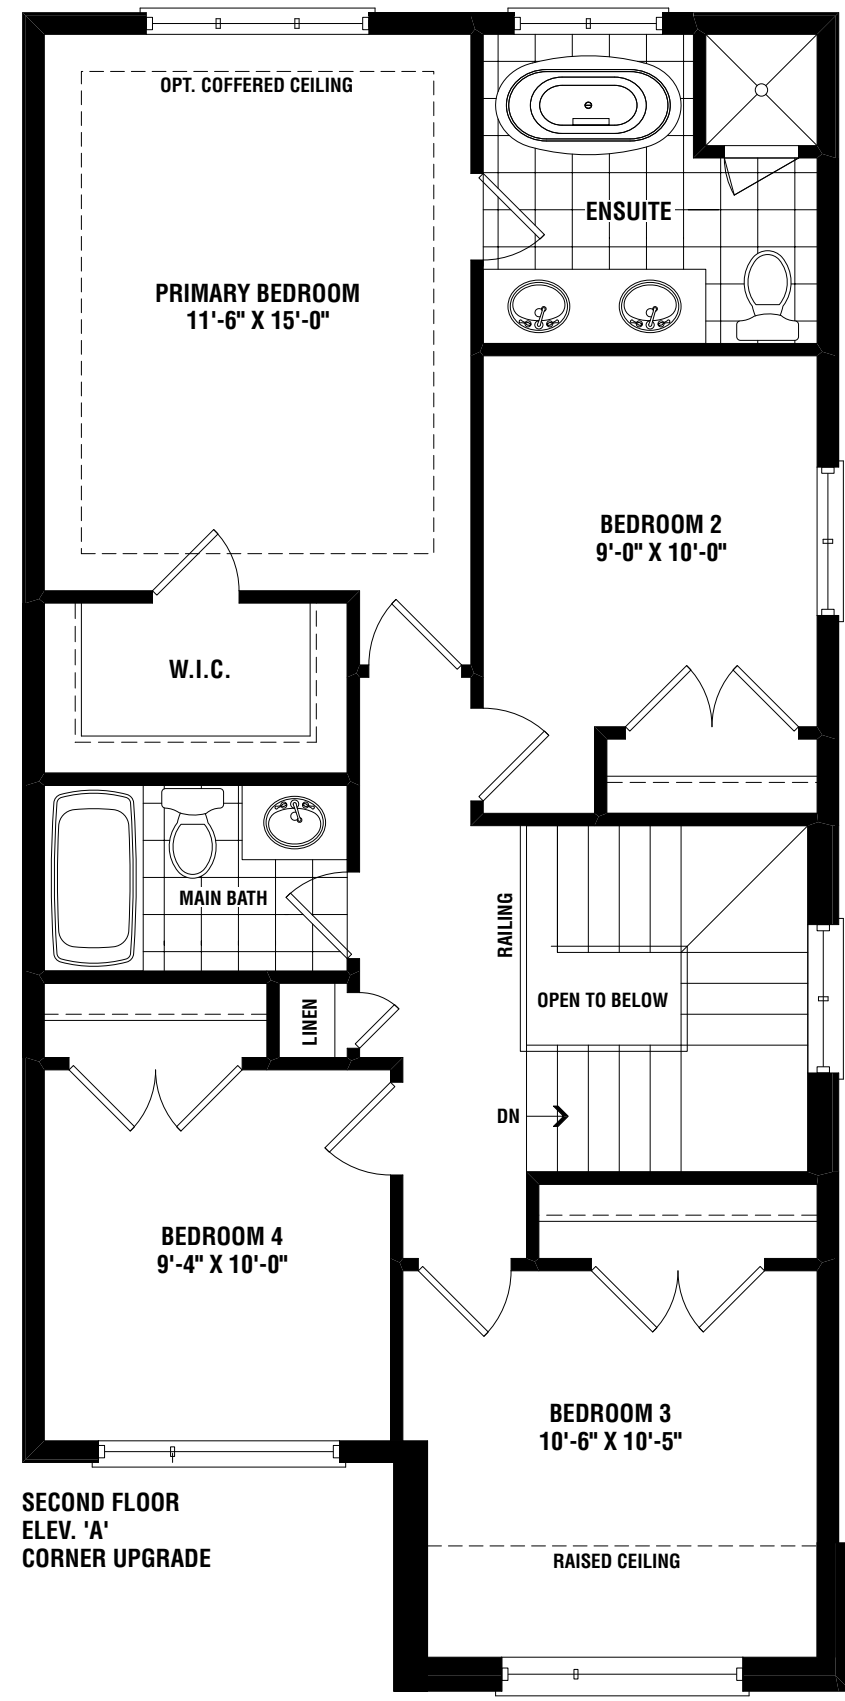 OPT. COFFERED CEILING
ENSUITE
PRIMARY BEDROOM
11'-6" X 15'-0"
BEDROOM 2
9'-0" X 10'-0"
W.I.C.
MAIN BATH
RAILING
LINEN
OPEN TO BELOW
DN
BEDROOM 4
9'-4" X 10'-0"
BEDROOM 3
10'-6" X 10'-5"
SECOND FLOOR
ELEV. 'A'
CORNER UPGRADE
RAISED CEILING